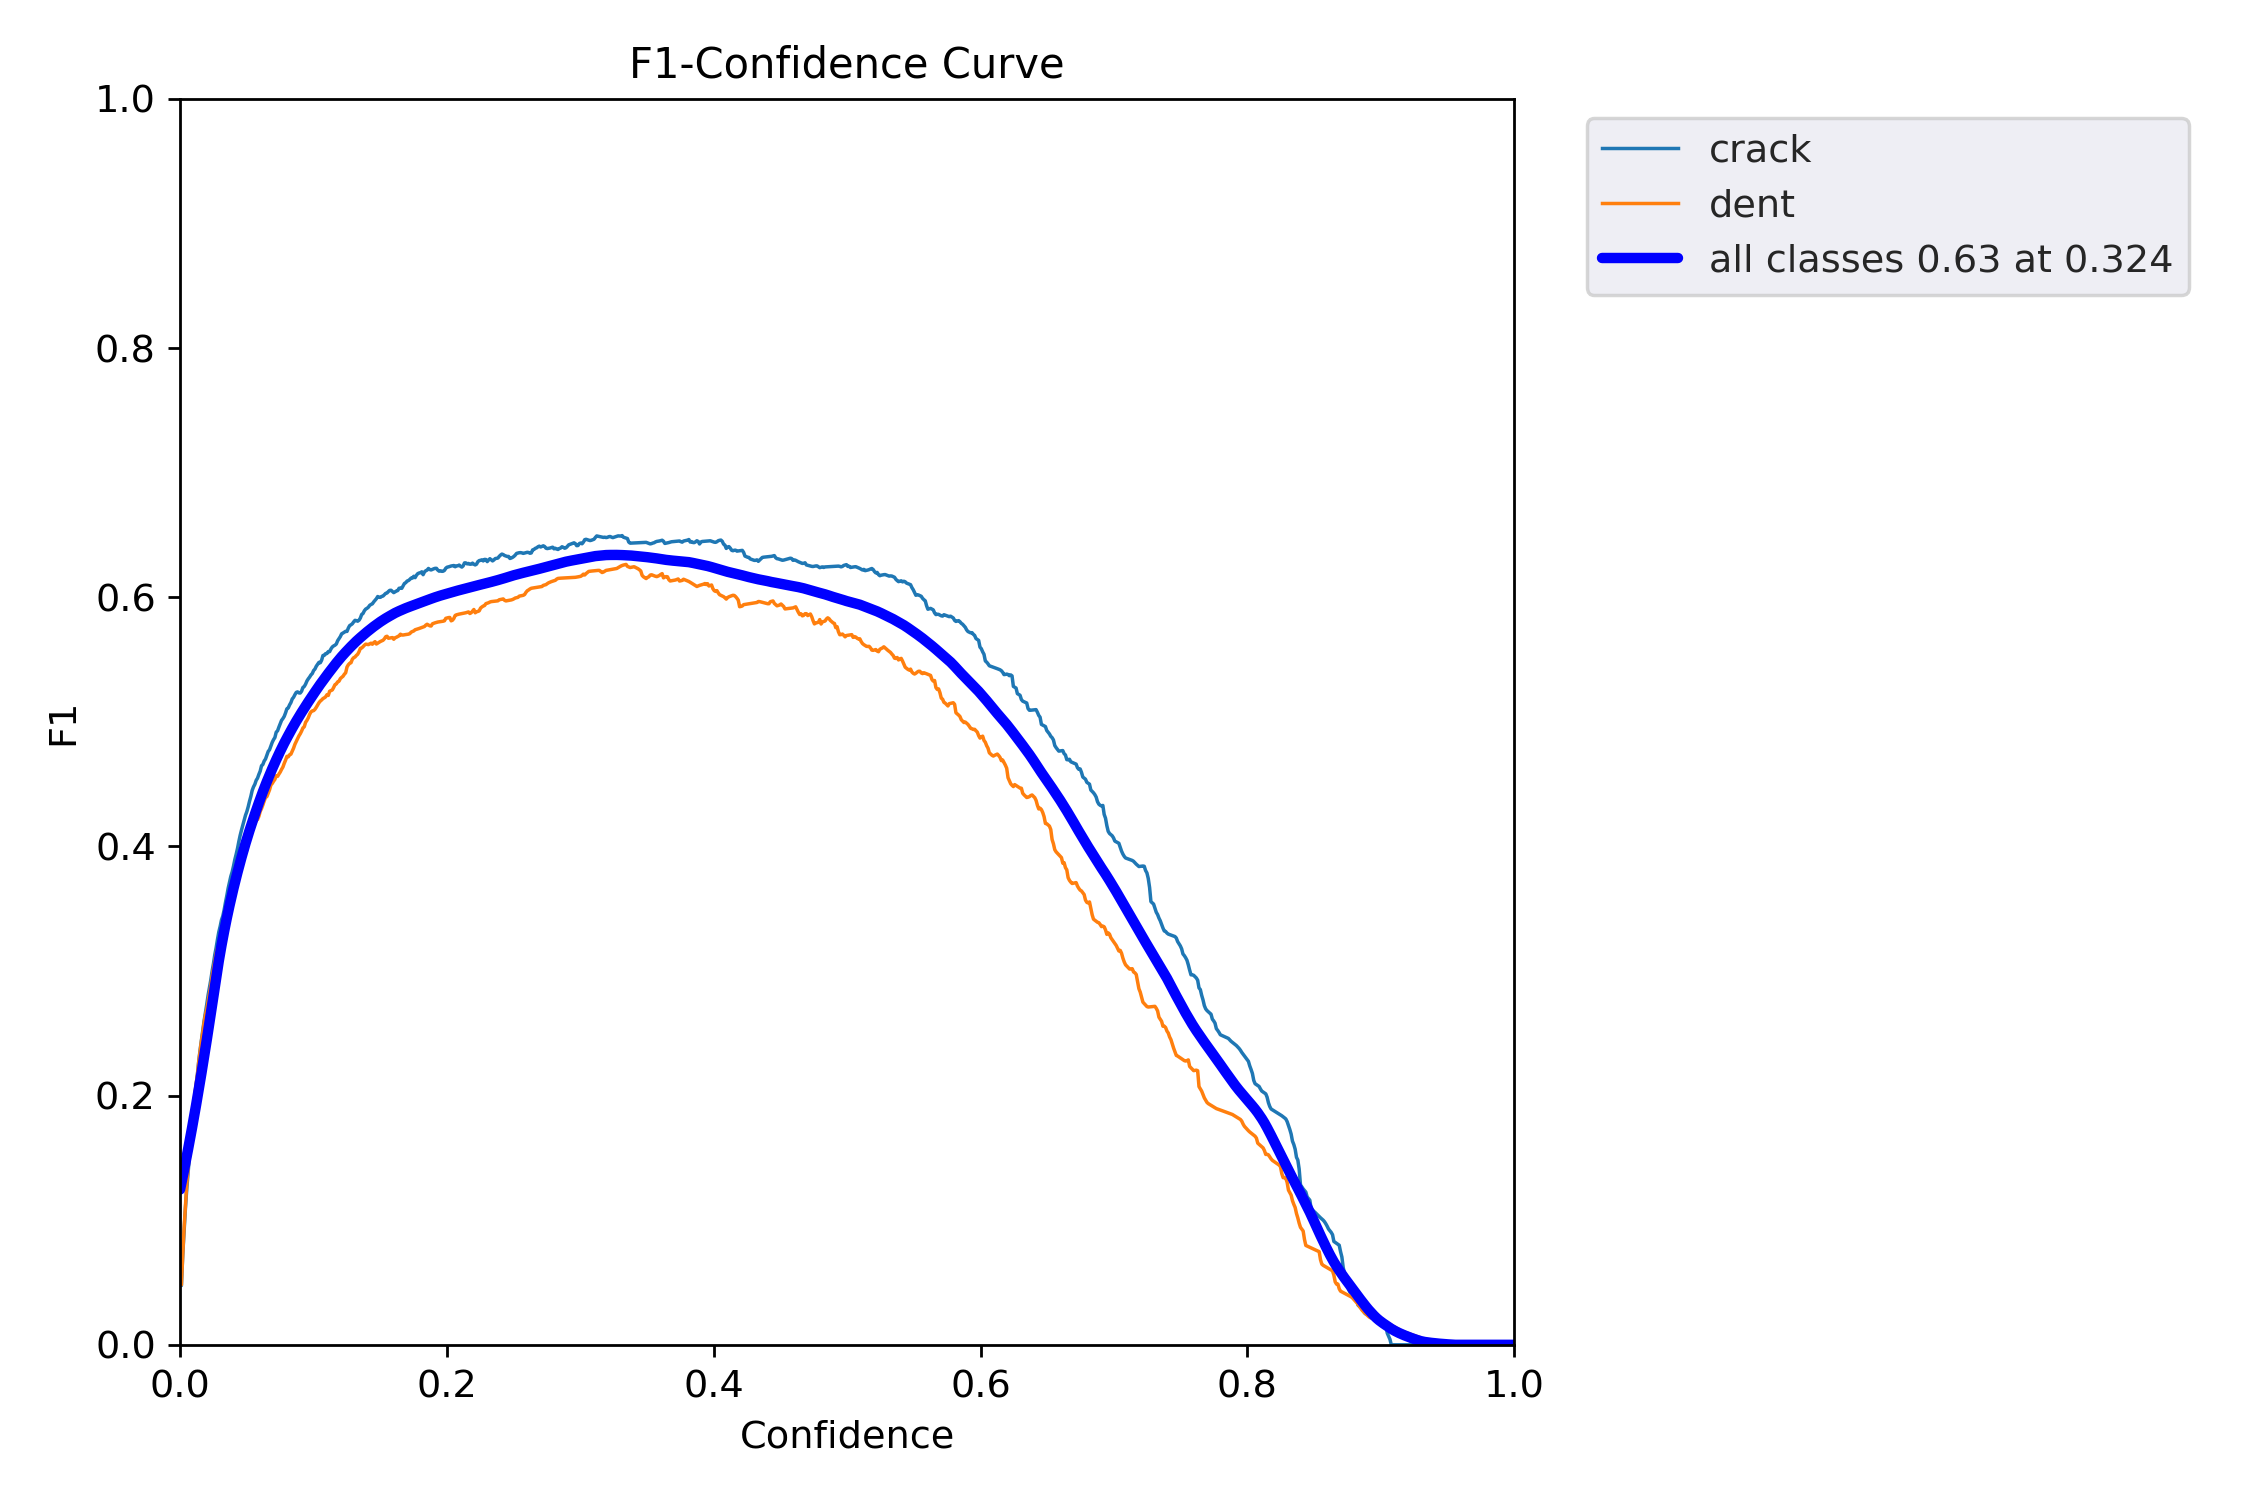 F1-Confidence Curve
1.0
0.8
0.6
0.4
0.2
0.0
F1
0.0 0.2 0.4 0.6 0.8 1.0
Confidence
crack
dent
all classes 0.63 at 0.324